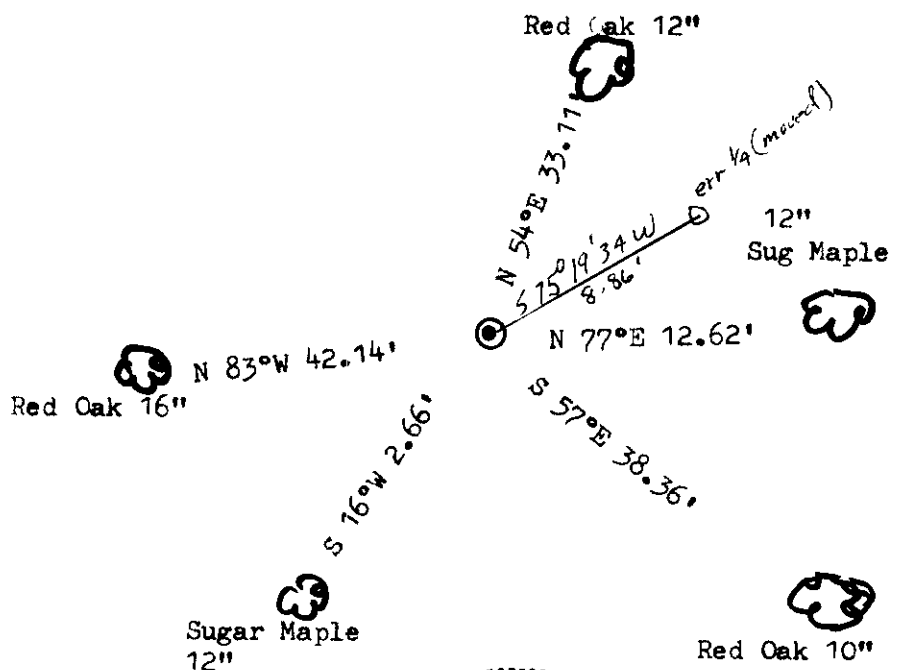 Red Oak 12"
N 54°E 33.11'
err 1/4 (moved)
S 75° 19' 34 W
8.86'
12"
Sug Maple
N 77°E 12.62'
N 83°W 42.14'
Red Oak 16"
S 57°E 38.36'
S 16°W 2.66'
Sugar Maple
12"
Red Oak 10"